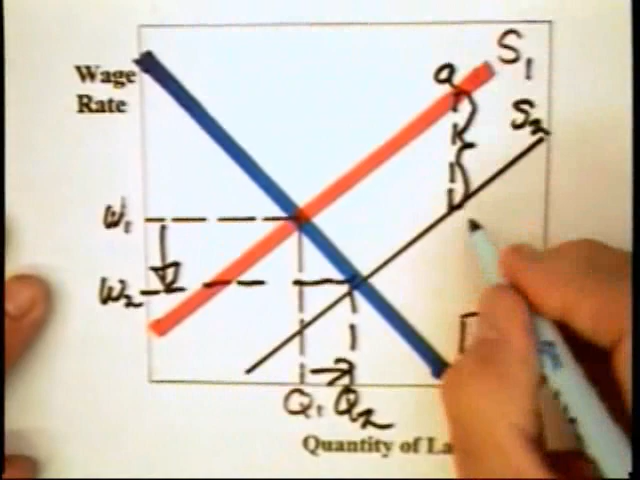 Wage
Rate
S1
S2
a
W1
W2
Q1 Q2
Quantity of La